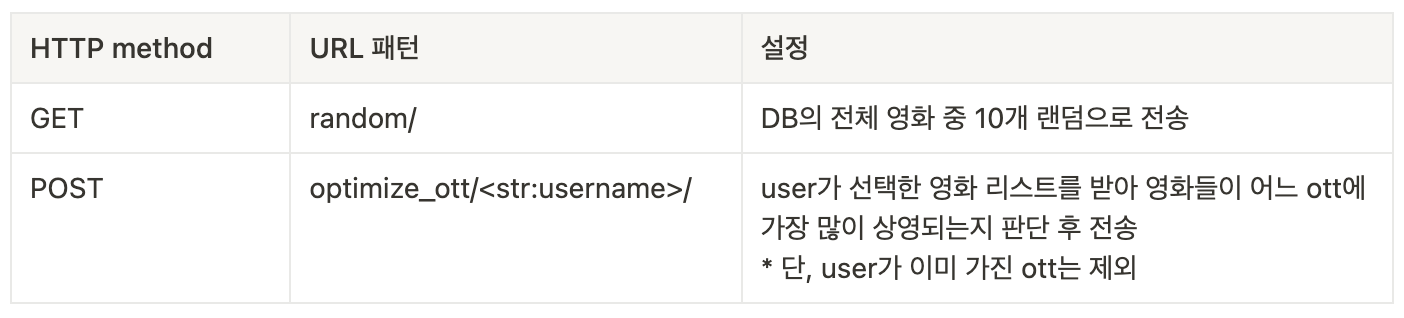 HTTP method URL 패턴 설정
GET random/ DB의 전체 영화 중 10개 랜덤으로 전송
POST optimize_ott/<str:username>/ user가 선택한 영화 리스트를 받아 영화들이 어느 ott에
가장 많이 상영되는지 판단 후 전송
* 단, user가 이미 가진 ott는 제외